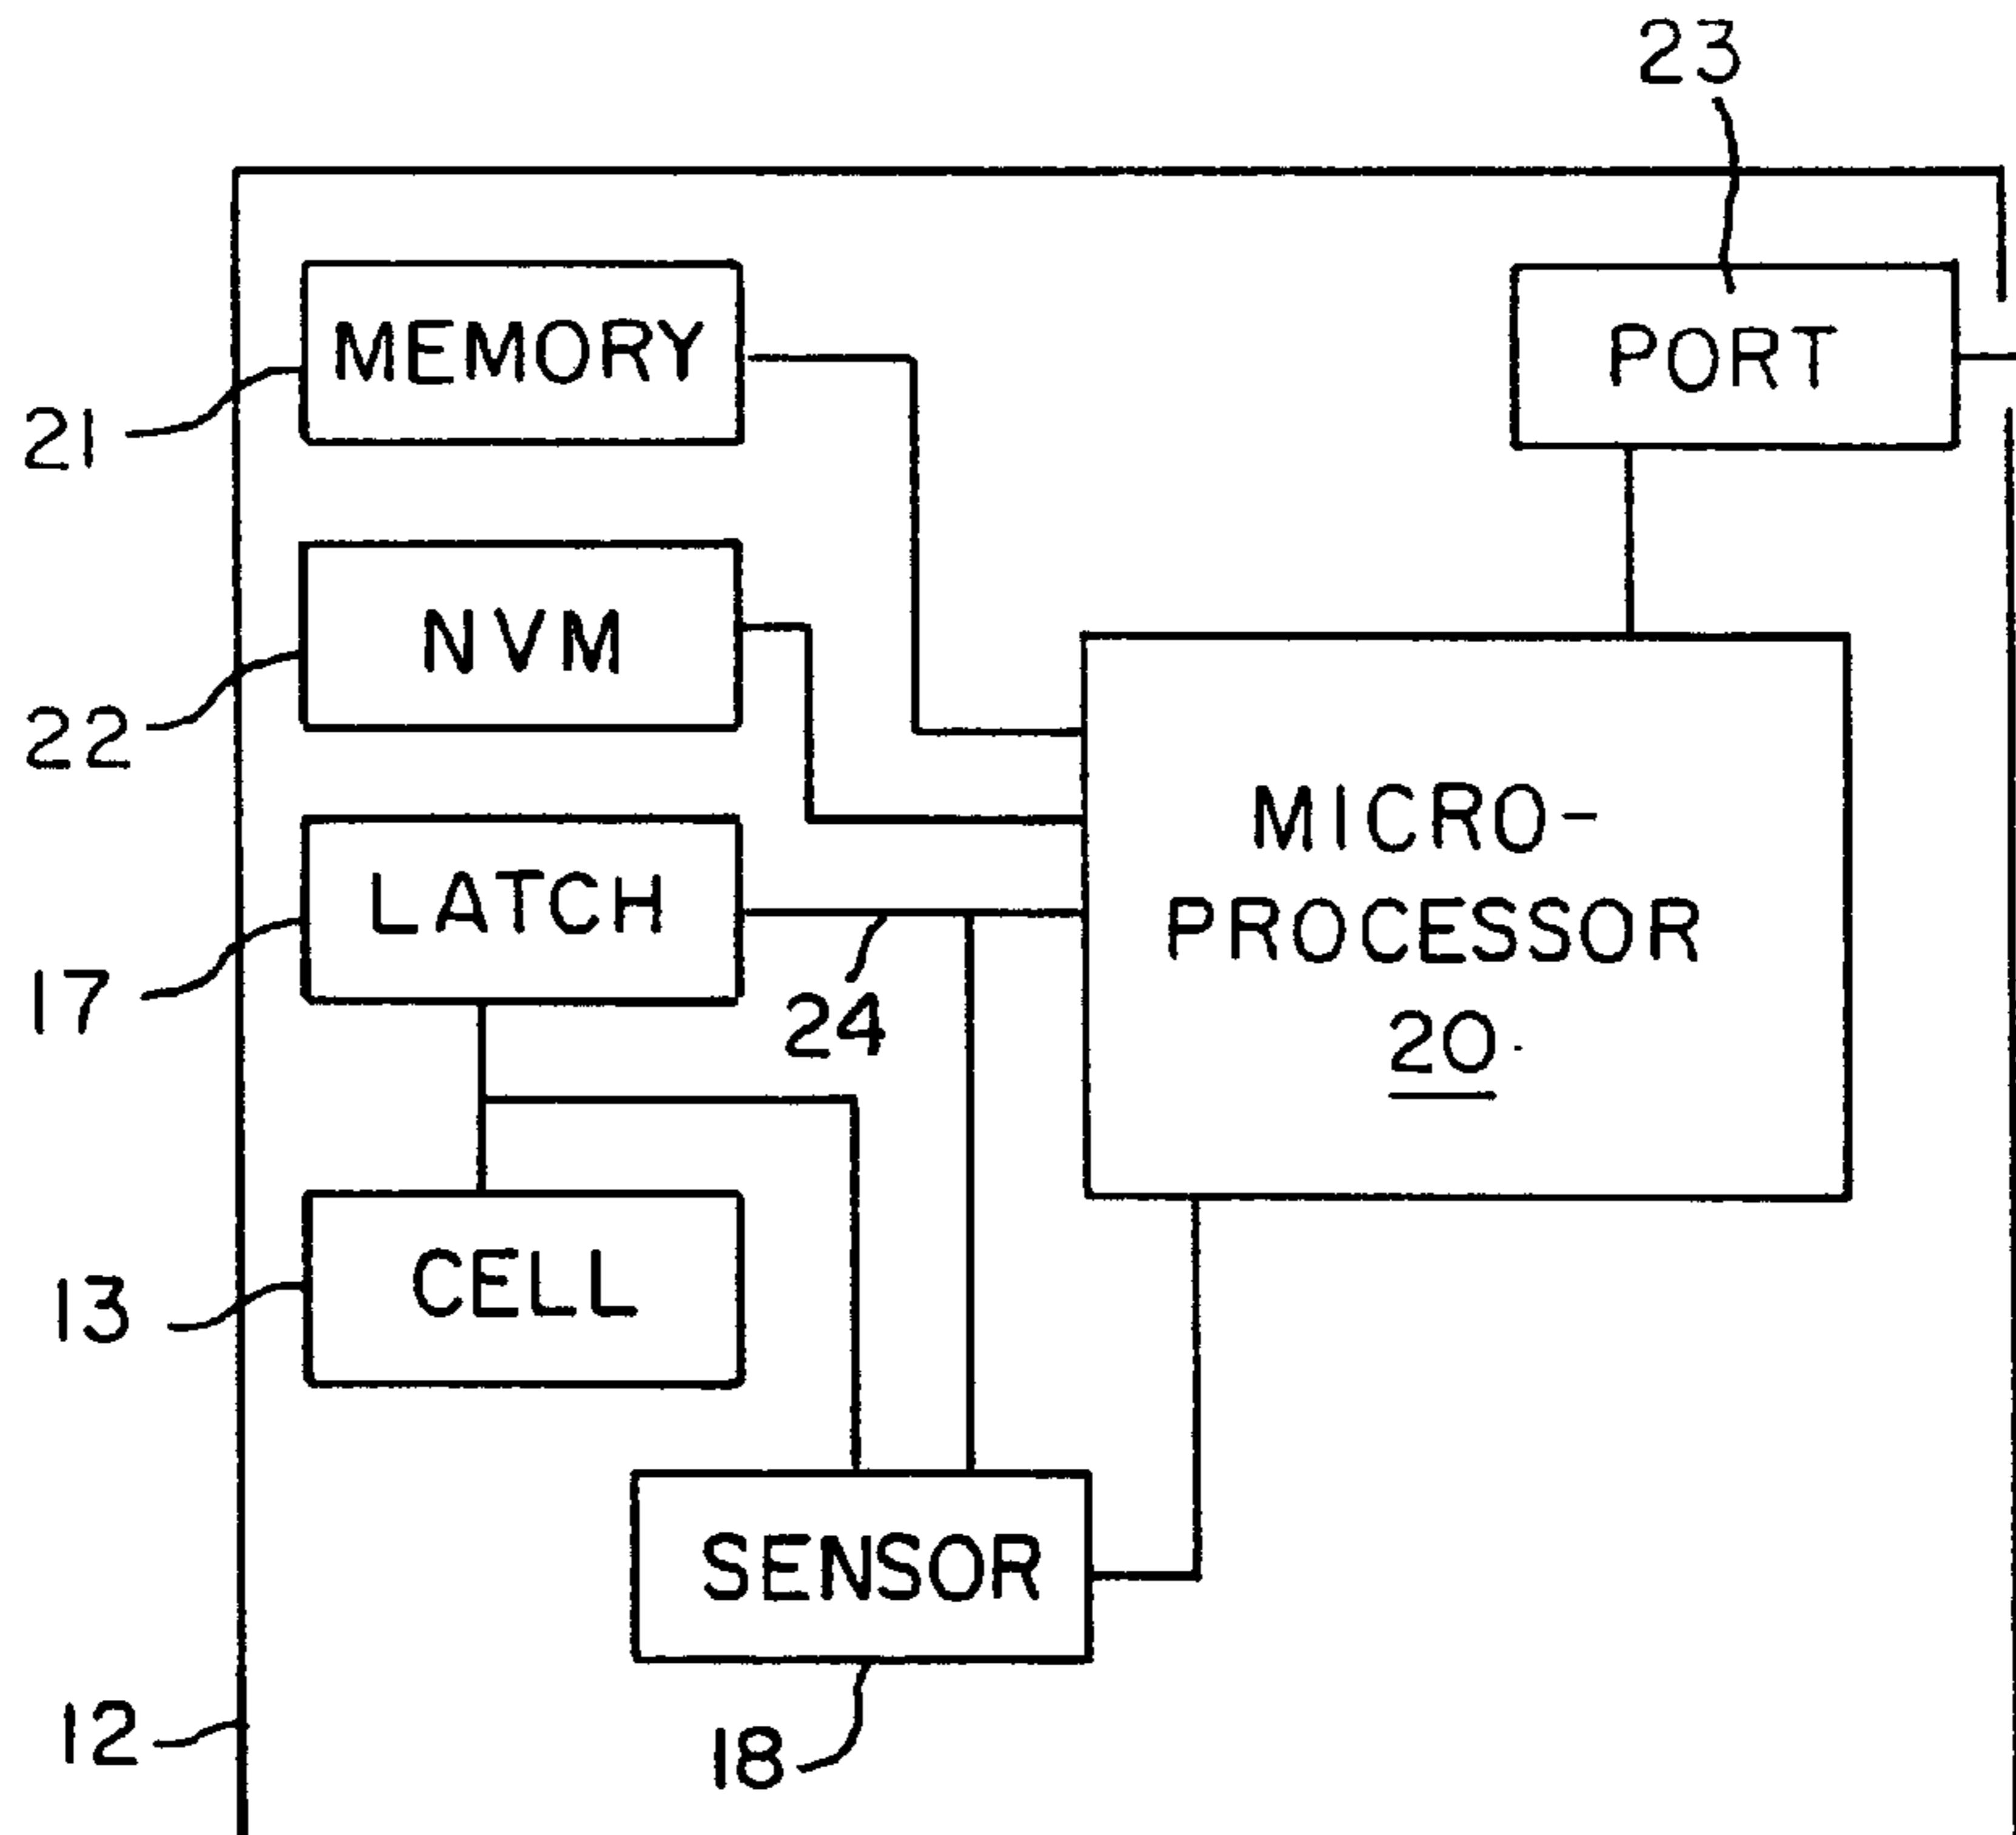 23
MEMORY
PORT
21
NVM
22
MICRO-
PROCESSOR
20
LATCH
17
24
CELL
13
SENSOR
12
18